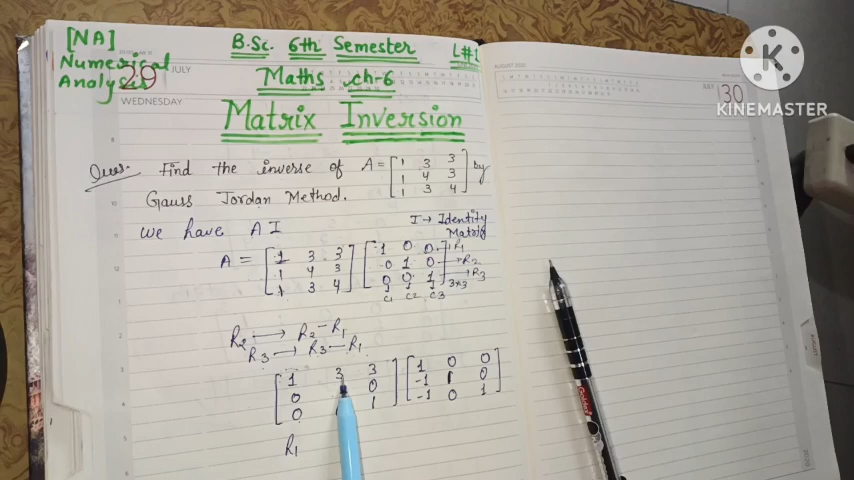 [NA]
Numerical
Analysis
29 JULY
WEDNESDAY
B.Sc. 6th Semester L#1
Maths ch-6
Matrix Inversion
Ques. Find the inverse of A = [1 3 3
1 4 3
1 3 4] by
Gauss Jordan Method.
We have A I
I → Identity
Matrix
A = [1 3 3] [1 0 0] → R1
[1 4 3] [0 1 0] → R2
[1 3 4] [0 0 1] → R3
3×3
C1 C2 C3
R2 → R2 - R1
R3 → R3 - R1
[1 3 3] [1 0 0]
[0 0] [-1 1 0]
[0 1] [-1 0 1]
R1
AUGUST 2020
JULY 30
K
KINEMASTER